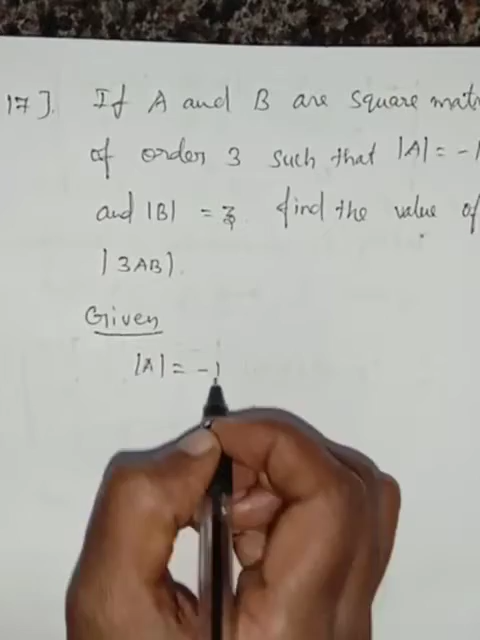 17]. If A and B are square matr
of order 3 such that |A| = -1
and |B| = 3 find the value of
|3AB|.
Given
|A| = -1